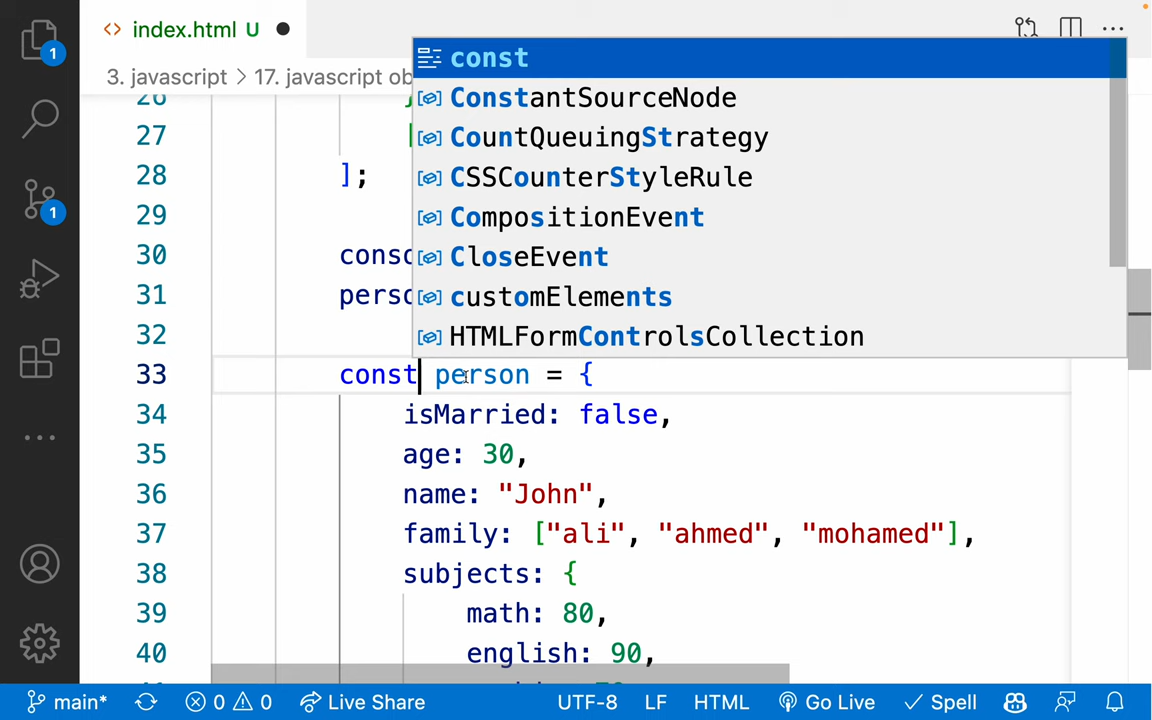 index.html U
3. javascript > 17. javascript ob
const
ConstantSourceNode
CountQueuingStrategy
CSSCounterStyleRule
CompositionEvent
CloseEvent
customElements
HTMLFormControlsCollection
26
27
28 ];
29
30 conso
31 perso
32
33 const person = {
34 isMarried: false,
35 age: 30,
36 name: "John",
37 family: ["ali", "ahmed", "mohamed"],
38 subjects: {
39 math: 80,
40 english: 90,
1
1
main* 0 0 Live Share UTF-8 LF HTML Go Live Spell